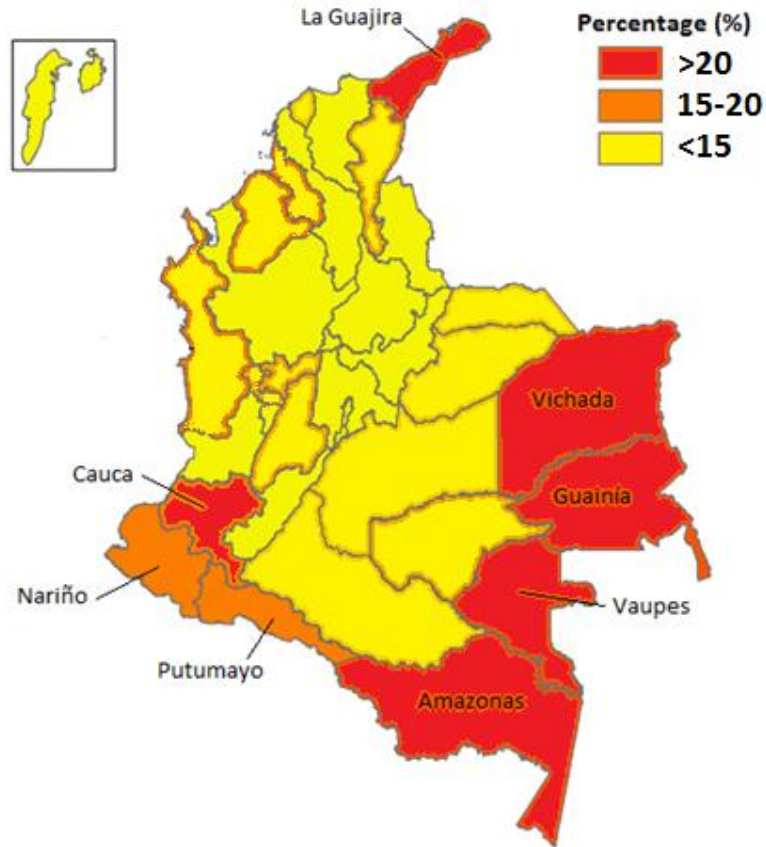 La Guajira
Percentage (%)
>20
15-20
<15
Vichada
Cauca
Guainía
Nariño
Vaupes
Putumayo
Amazonas